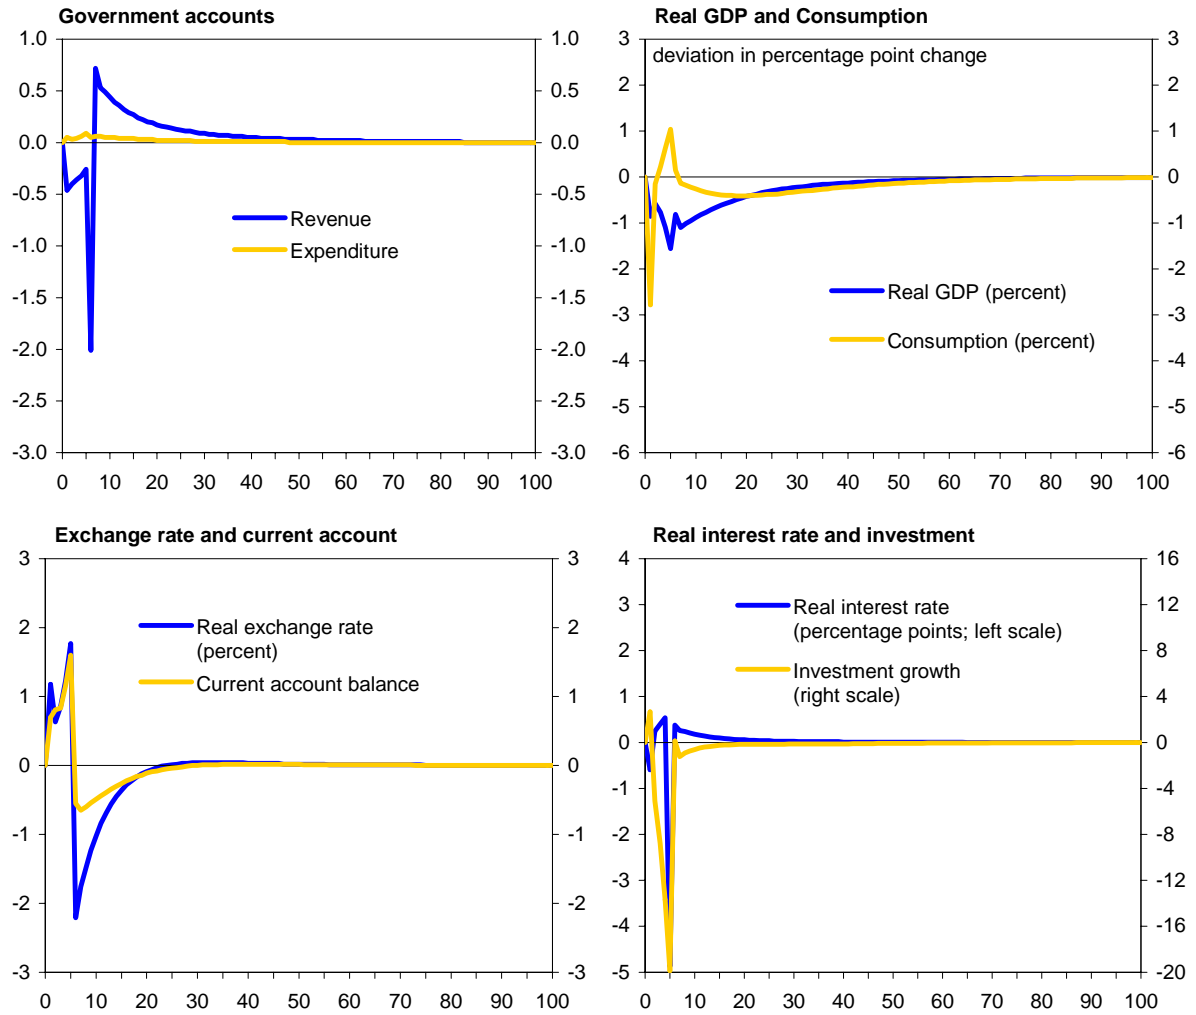 Government accounts
1.0 1.0
0.5 0.5
0.0 0.0
-0.5 -0.5
-1.0 -1.0
-1.5 -1.5
-2.0 -2.0
-2.5 -2.5
-3.0 -3.0
Revenue
Expenditure
0 10 20 30 40 50 60 70 80 90 100
Real GDP and Consumption
deviation in percentage point change
3 3
2 2
1 1
0 0
-1 -1
-2 -2
-3 -3
-4 -4
-5 -5
-6 -6
Real GDP (percent)
Consumption (percent)
0 10 20 30 40 50 60 70 80 90 100
Exchange rate and current account
3 3
2 2
1 1
0 0
-1 -1
-2 -2
-3 -3
Real exchange rate
(percent)
Current account balance
0 10 20 30 40 50 60 70 80 90 100
Real interest rate and investment
4 16
3 12
2 8
1 4
0 0
-1 -4
-2 -8
-3 -12
-4 -16
-5 -20
Real interest rate
(percentage points; left scale)
Investment growth
(right scale)
0 10 20 30 40 50 60 70 80 90 100